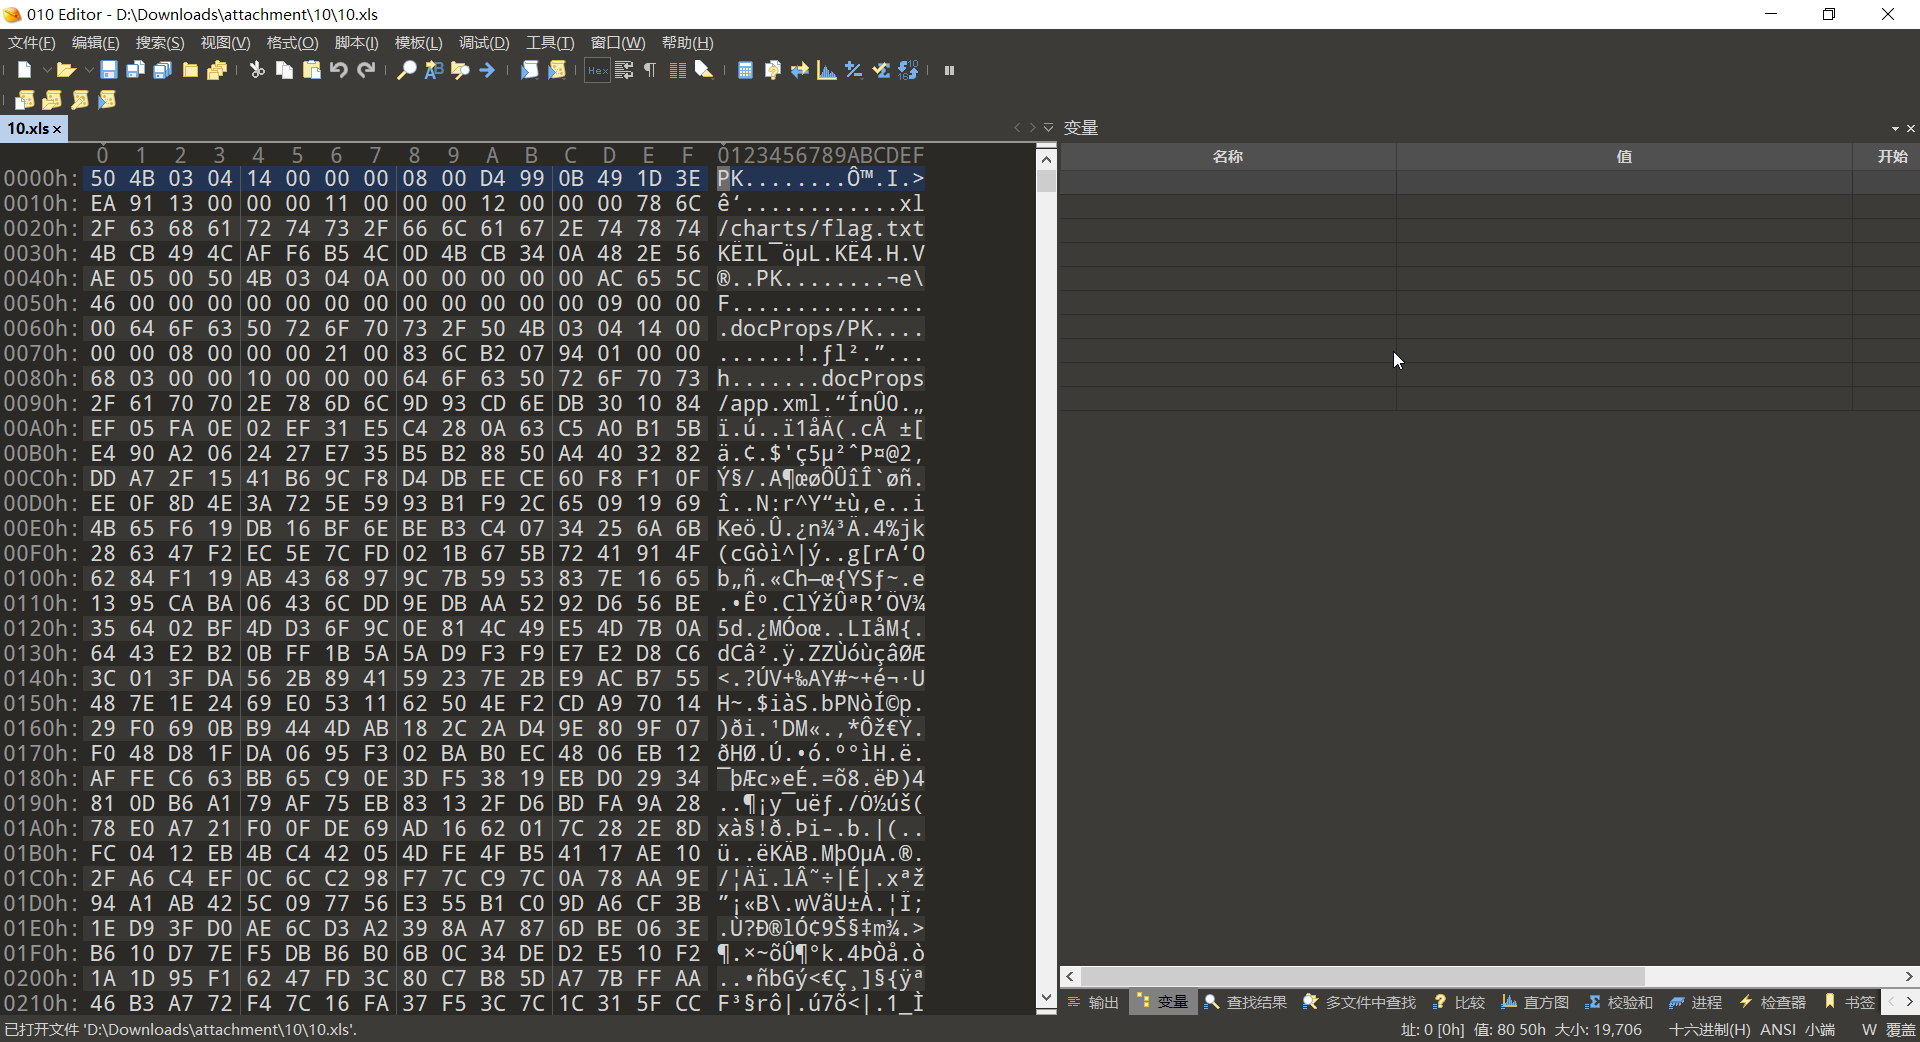 010 Editor - D:\Downloads\attachment\10\10.xls
文件(F) 编辑(E) 搜索(S) 视图(V) 格式(O) 脚本(I) 模板(L) 调试(D) 工具(T) 窗口(W) 帮助(H)
10.xls
变量
名称 值 开始
0 1 2 3 4 5 6 7 8 9 A B C D E F 0123456789ABCDEF
0000h: 50 4B 03 04 14 00 00 00 08 00 D4 99 0B 49 1D 3E PK........Ô™.I.>
0010h: EA 91 13 00 00 00 11 00 00 00 12 00 00 00 78 6C ê‘............xl
0020h: 2F 63 68 61 72 74 73 2F 66 6C 61 67 2E 74 78 74 /charts/flag.txt
0030h: 4B CB 49 4C AF F6 B5 4C 0D 4B CB 34 0A 48 2E 56 KËIL¯öµL.KË4.H.V
0040h: AE 05 00 50 4B 03 04 0A 00 00 00 00 00 AC 65 5C ®..PK........¬e\
0050h: 46 00 00 00 00 00 00 00 00 00 00 00 00 09 00 00 F...............
0060h: 00 64 6F 63 50 72 6F 70 73 2F 50 4B 03 04 14 00 .docProps/PK....
0070h: 00 00 08 00 00 00 21 00 83 6C B2 07 94 01 00 00 ......!.ƒl².”...
0080h: 68 03 00 00 10 00 00 00 64 6F 63 50 72 6F 70 73 h.......docProps
0090h: 2F 61 70 70 2E 78 6D 6C 9D 93 CD 6E DB 30 10 84 /app.xml.“ÍnÛ0.„
00A0h: EF 05 FA 0E 02 EF 31 E5 C4 28 0A 63 C5 A0 B1 5B ï.ú..ï1åÄ(.cÅ ±[
00B0h: E4 90 A2 06 24 27 E7 35 B5 B2 88 50 A4 40 32 82 ä.¢.$'ç5µ²ˆP¤@2‚
00C0h: DD A7 2F 15 41 B6 9C F8 D4 DB EE CE 60 F8 F1 0F Ý§/.A¶œøÔÛîÎ`øñ.
00D0h: EE 0F 8D 4E 3A 72 5E 59 93 B1 F9 2C 65 09 19 69 î..N:r^Y“±ù,e..i
00E0h: 4B 65 F6 19 DB 16 BF 6E BE B3 C4 07 34 25 6A 6B Keö.Û.¿n¾³Ä.4%jk
00F0h: 28 63 47 F2 EC 5E 7C FD 02 1B 67 5B 72 41 91 4F (cGòì^|ý..g[rA‘O
0100h: 62 84 F1 19 AB 43 68 97 9C 7B 59 53 83 7E 16 65 b„ñ.«Ch—œ{YSƒ~.e
0110h: 13 95 CA BA 06 43 6C DD 9E DB AA 52 92 D6 56 BE .•Êº.ClÝžÛªR’ÖV¾
0120h: 35 64 02 BF 4D D3 6F 9C 0E 81 4C 49 E5 4D 7B 0A 5d.¿MÓoœ..LIåM{.
0130h: 64 43 E2 B2 0B FF 1B 5A 5A D9 F3 F9 E7 E2 D8 C6 dCâ².ÿ.ZZÙóùçâØÆ
0140h: 3C 01 3F DA 56 2B 89 41 59 23 7E 2B E9 AC B7 55 <.?ÚV+‰AY#~+é¬·U
0150h: 48 7E 1E 24 69 E0 53 11 62 50 4E F2 CD A9 70 14 H~.$iàS.bPNòÍ©p.
0160h: 29 F0 69 0B B9 44 4D AB 18 2C 2A D4 9E 80 9F 07 )ði.¹DM«.,*Ôž€Ÿ.
0170h: F0 48 D8 1F DA 06 95 F3 02 BA B0 EC 48 06 EB 12 ðHØ.Ú.•ó.º°ìH.ë.
0180h: AF FE C6 63 BB 65 C9 0E 3D F5 38 19 EB D0 29 34 ¯þÆc»eÉ.=õ8.ëÐ)4
0190h: 81 0D B6 A1 79 AF 75 EB 83 13 2F D6 BD FA 9A 28 ..¶¡y¯uëƒ./Ö½úš(
01A0h: 78 E0 A7 21 F0 0F DE 69 AD 16 62 01 7C 28 2E 8D xà§!ð.Þi-.b.|(..
01B0h: FC 04 12 EB 4B C4 42 05 4D FE 4F B5 41 17 AE 10 ü..ëKÄB.MþOµA.®.
01C0h: 2F A6 C4 EF 0C 6C C2 98 F7 7C C9 7C 0A 78 AA 9E /¦Äï.lÂ˜÷|É|.xªž
01D0h: 94 A1 AB 42 5C 09 77 56 E3 55 B1 C0 9D A6 CF 3B ”¡«B\.wVãU±À.¦Ï;
01E0h: 1E D9 3F D0 AE 6C D3 A2 39 8A A7 87 6D BE 06 3E .Ù?Ð®lÓ¢9Š§‡m¾.>
01F0h: B6 10 D7 7E F5 DB B6 B0 6B 0C 34 DE D2 E5 10 F2 ¶.×~õÛ¶°k.4ÞÒå.ò
0200h: 1A 1D 95 F1 62 47 FD 3C 80 C7 B8 5D A7 7B FF AA ..•ñbGý<€Ç¸]§{ÿª
0210h: 46 B3 A7 72 F4 7C 16 FA 37 F5 3C 7C 1C 31 5F CC F³§rô|.ú7õ<|.1_Ì
输出 变量 查找结果 多文件中查找 比较 直方图 校验和 进程 检查器 书签
已打开文件 'D:\Downloads\attachment\10\10.xls'.
址: 0 [0h] 值: 80 50h 大小: 19,706 十六进制(H) ANSI 小端 W 覆盖